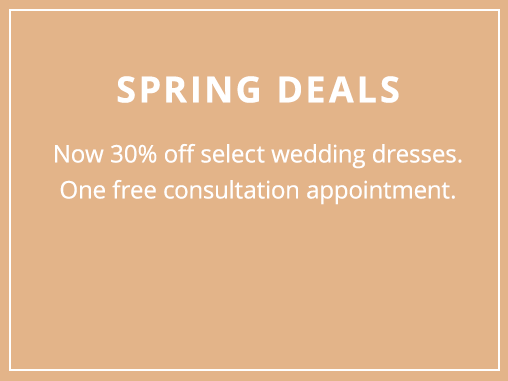 SPRING DEALS
Now 30% off select wedding dresses.
One free consultation appointment.